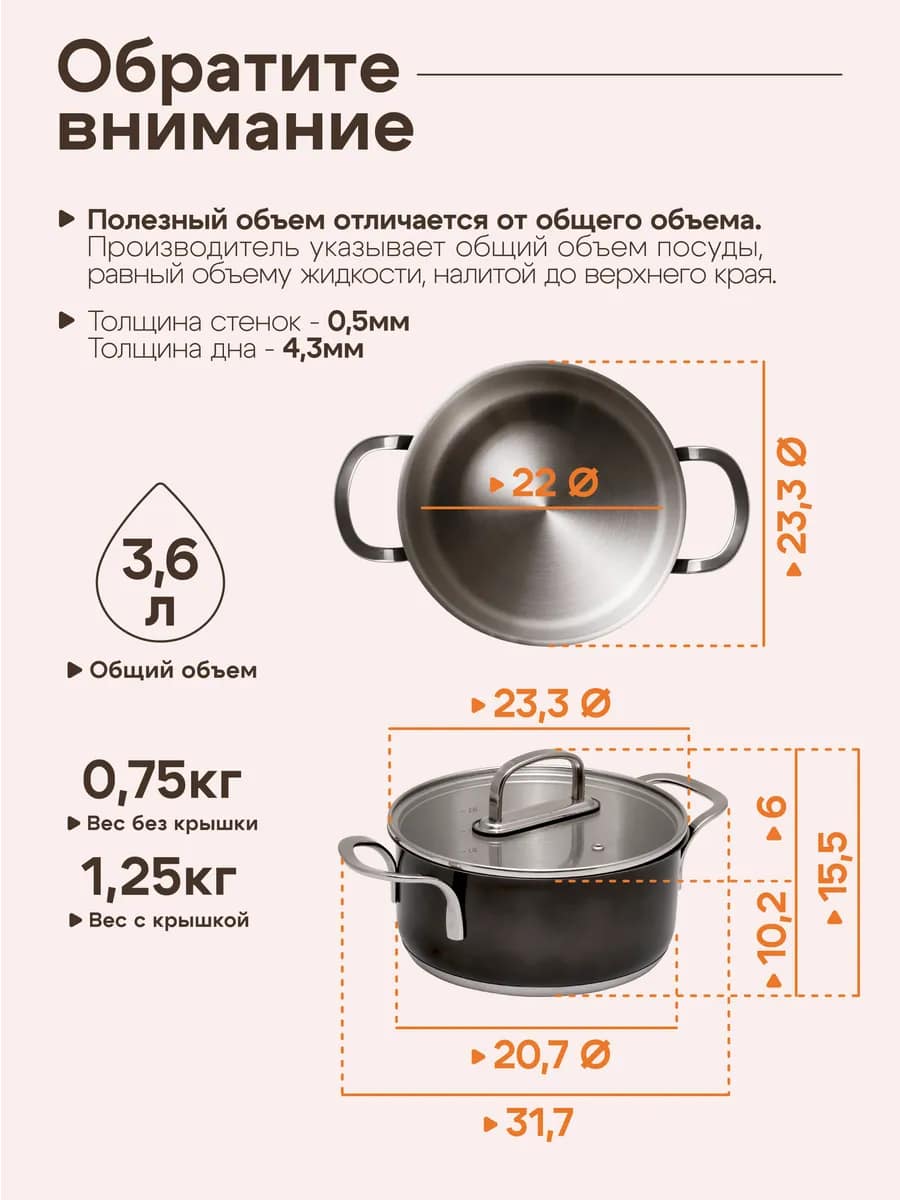 Обратите
внимание
Полезный объем отличается от общего объема.
Производитель указывает общий объем посуды,
равный объему жидкости, налитой до верхнего края.
Толщина стенок - 0,5мм
Толщина дна - 4,3мм
22 Ø
23,3 Ø
3,6
л
Общий объем
23,3 Ø
0,75кг
Вес без крышки
1,25кг
Вес с крышкой
6
15,5
10,2
20,7 Ø
31,7